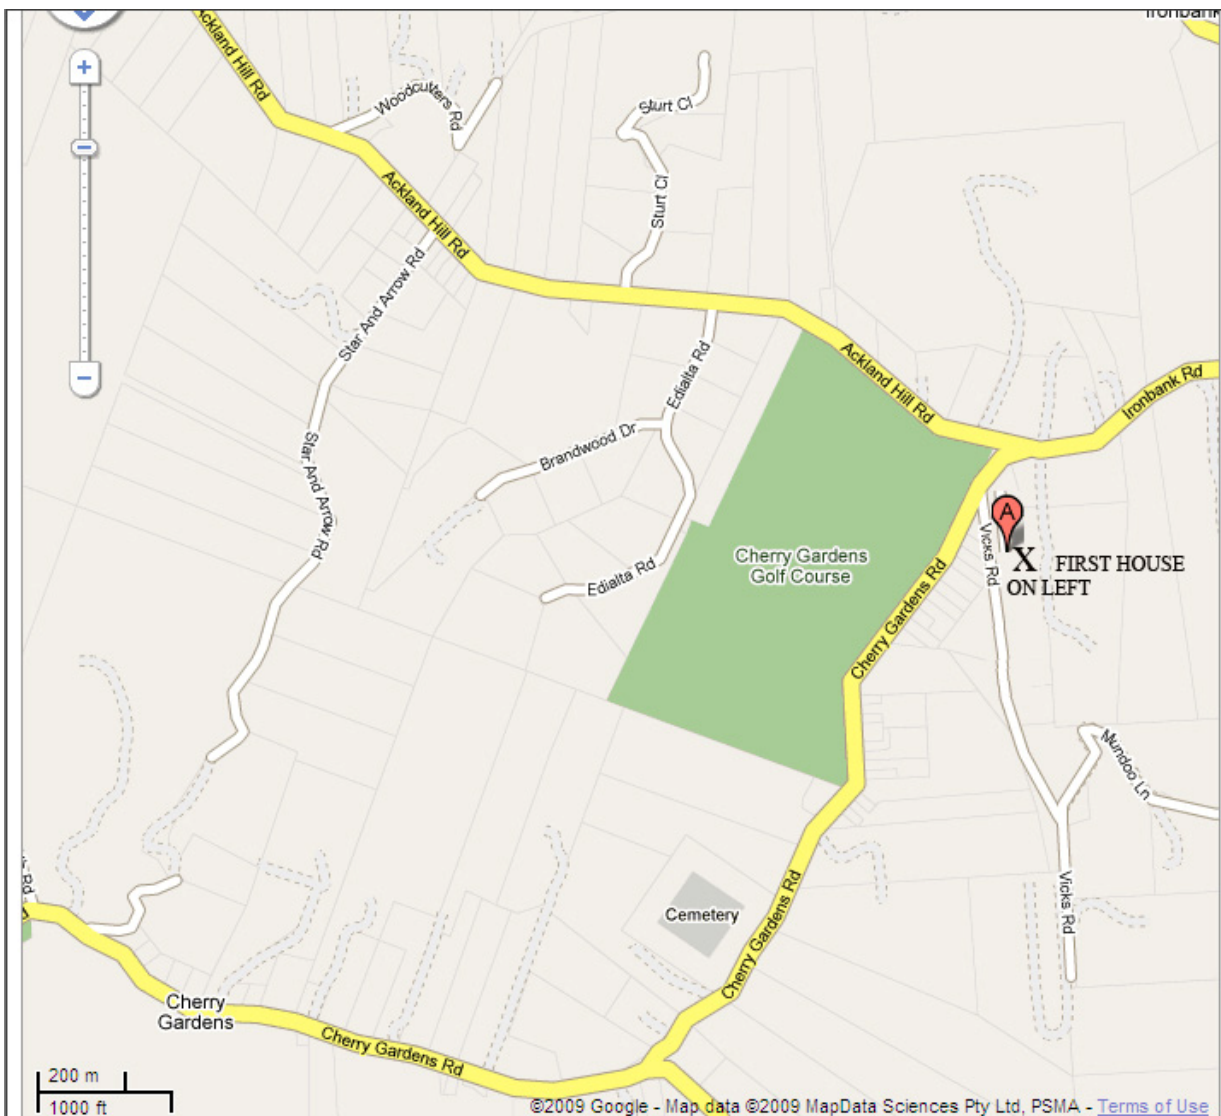 Ironbank
Ackland Hill Rd
Woodcutters Rd
Sturt Cl
Ackland Hill Rd
Sturt Cl
Star And Arrow Rd
Ackland Hill Rd
Ironbank Rd
Edialta Rd
Brandwood Dr
Star And Arrow Rd
A
Vicks Rd
Cherry Gardens
Golf Course
X FIRST HOUSE
ON LEFT
Edialta Rd
Cherry Gardens Rd
Mundoo Ln
Rd
Vicks Rd
Cemetery
Cherry Gardens Rd
Cherry
Gardens
Cherry Gardens Rd
200 m
1000 ft
©2009 Google - Map data ©2009 MapData Sciences Pty Ltd, PSMA - Terms of Use